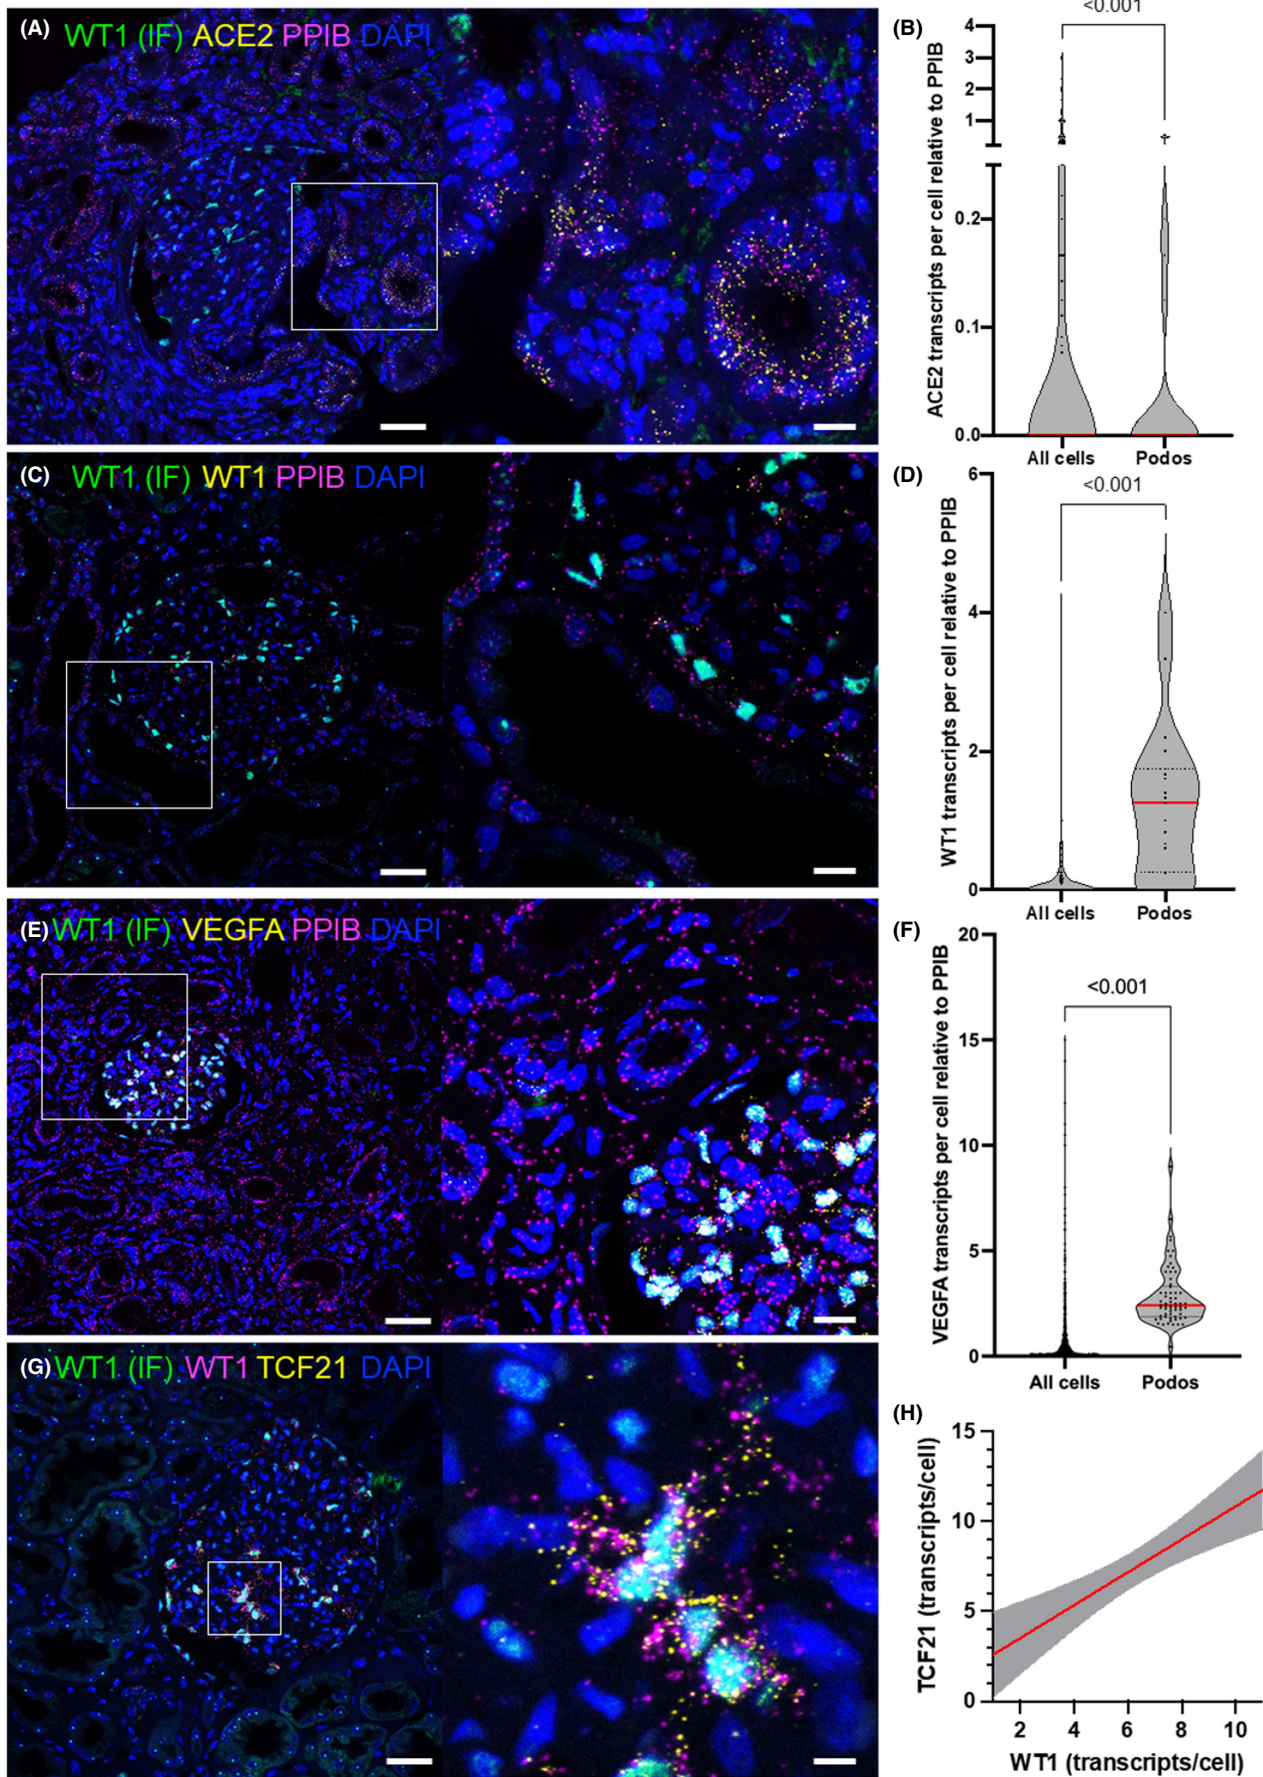 (A) WT1 (IF) ACE2 PPIB DAPI
(B)
<0.001
ACE2 transcripts per cell relative to PPIB
4
3
2
1
0.2
0.1
0.0
All cells Podos
(C) WT1 (IF) WT1 PPIB DAPI
(D)
<0.001
WT1 transcripts per cell relative to PPIB
6
4
2
0
All cells Podos
(E) WT1 (IF) VEGFA PPIB DAPI
(F)
<0.001
VEGFA transcripts per cell relative to PPIB
20
15
10
5
0
All cells Podos
(G) WT1 (IF) WT1 TCF21 DAPI
(H)
TCF21 (transcripts/cell)
15
10
5
0
2 4 6 8 10
WT1 (transcripts/cell)